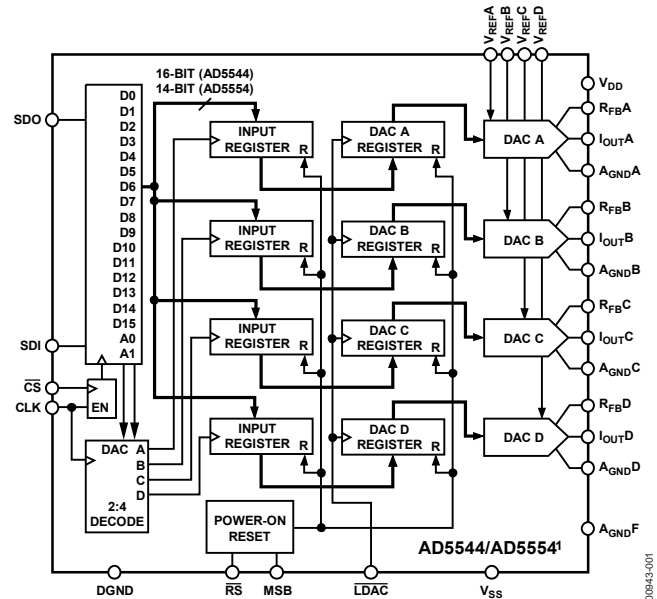 VREFA
VREFB
VREFC
VREFD
16-BIT (AD5544)
14-BIT (AD5554)
VDD
SDO
D0
D1
D2
D3
D4
D5
D6
D7
D8
D9
D10
D11
D12
D13
D14
D15
A0
A1
SDI
CS
CLK
EN
INPUT
REGISTER
R
DAC A
REGISTER
R
DAC A
RFBA
IOUTA
AGNDA
INPUT
REGISTER
R
DAC B
REGISTER
R
DAC B
RFBB
IOUTB
AGNDB
INPUT
REGISTER
R
DAC C
REGISTER
R
DAC C
RFBC
IOUTC
AGNDC
INPUT
REGISTER
R
DAC D
REGISTER
R
DAC D
RFBD
IOUTD
AGNDD
DAC A
B
C
D
2:4
DECODE
POWER-ON
RESET
AGNDF
AD5544/AD5554¹
DGND
RS
MSB
LDAC
VSS
00943-001